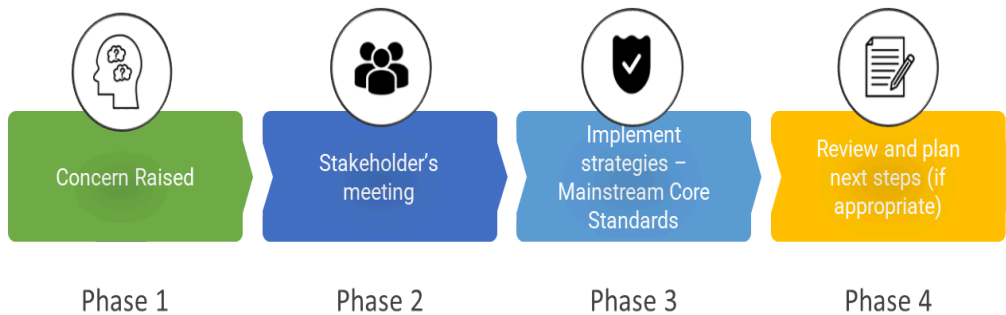 Concern Raised
Stakeholder's
meeting
Implement
strategies –
Mainstream Core
Standards
Review and plan
next steps (if
appropriate)
Phase 1
Phase 2
Phase 3
Phase 4